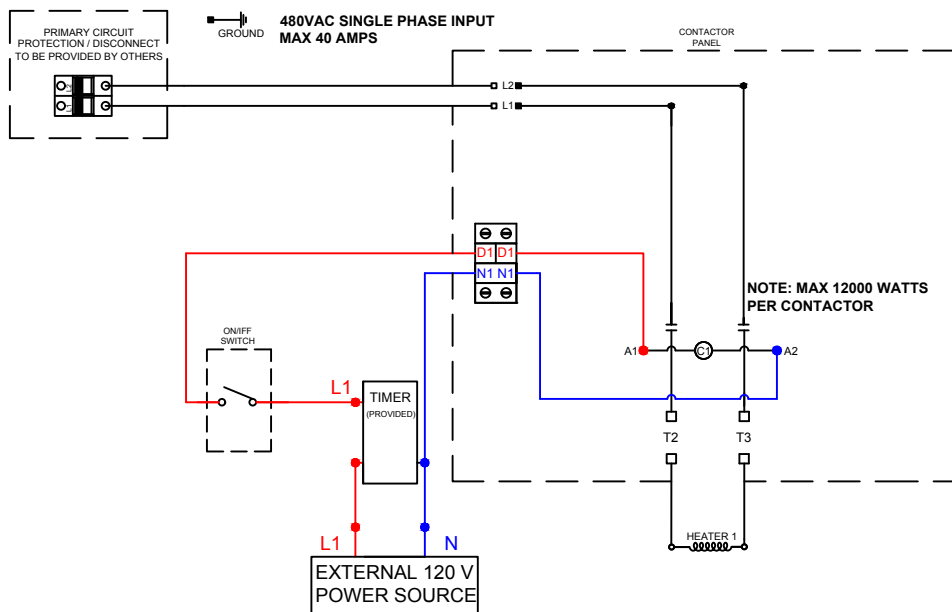 PRIMARY CIRCUIT
PROTECTION / DISCONNECT
TO BE PROVIDED BY OTHERS
L2
L1
GROUND
480VAC SINGLE PHASE INPUT
MAX 40 AMPS
CONTACTOR
PANEL
L2
L1
D1 D1
N1 N1
NOTE: MAX 12000 WATTS
PER CONTACTOR
A1
C1
A2
ON/IFF
SWITCH
L1
TIMER
(PROVIDED)
T2
T3
HEATER 1
L1
N
EXTERNAL 120 V
POWER SOURCE